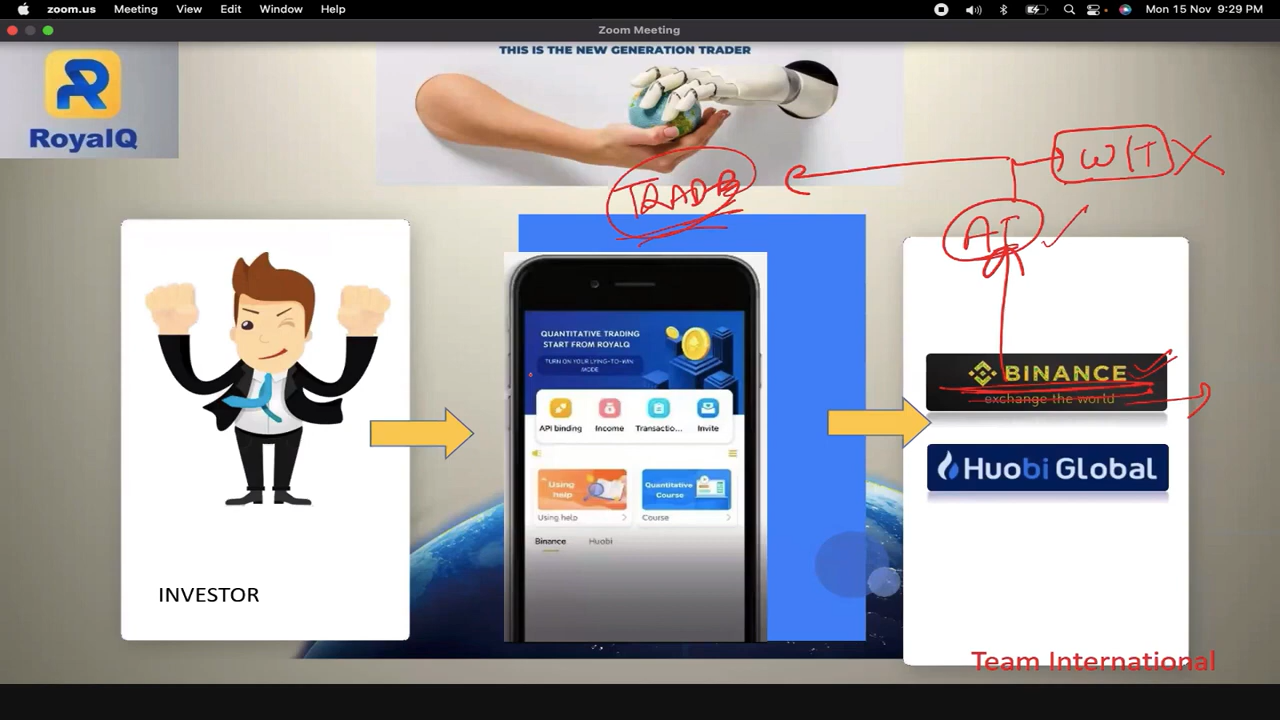 zoom.us Meeting View Edit Window Help Mon 15 Nov 9:29 PM
Zoom Meeting
RoyalQ
THIS IS THE NEW GENERATION TRADER
W/T X
AI
INVESTOR
QUANTITATIVE TRADING
START FROM ROYALQ
TURN ON YOUR LYING-TO-WIN
MODE
API binding Income Transactio... Invite
Using
help
Quantitative
Course
Using help Course
Binance Huobi
BINANCE
exchange the world
Huobi Global
Team International